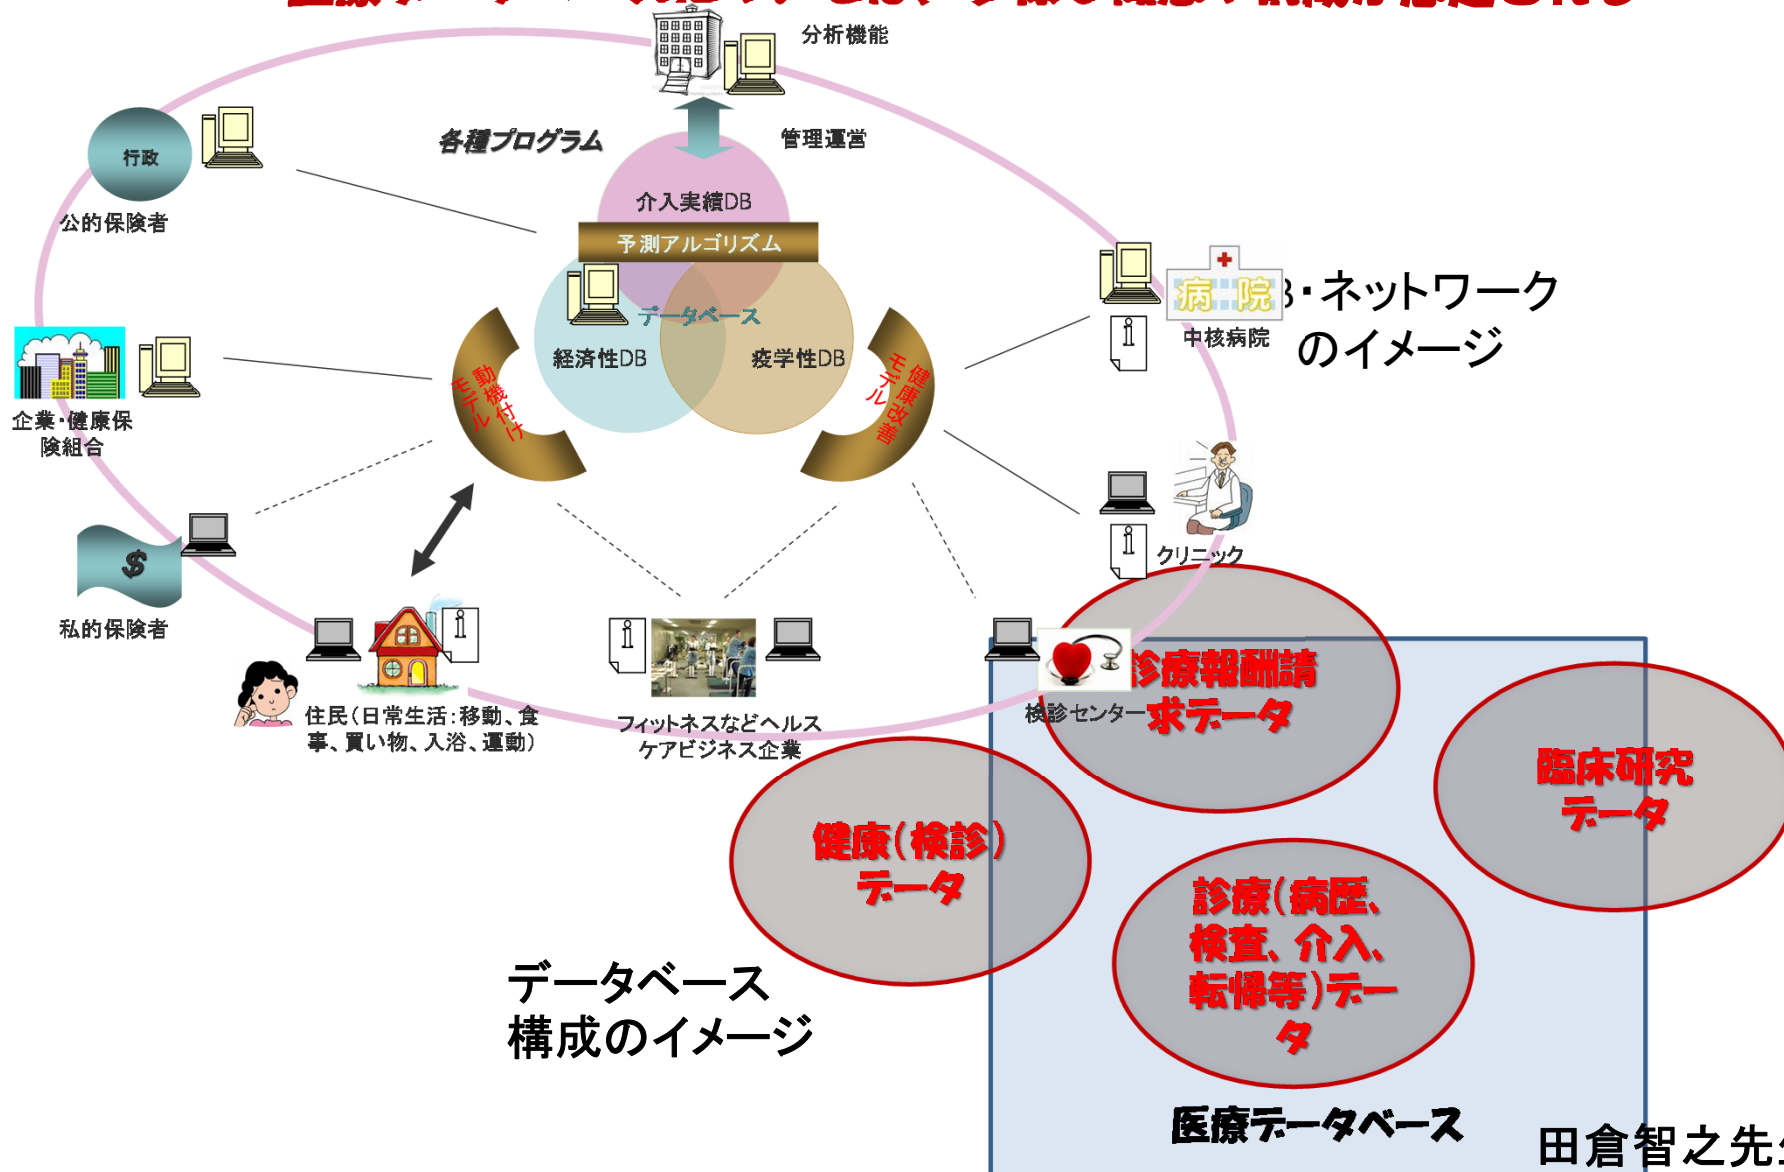 分析機能
各種プログラム
管理運営
行政
公的保険者
介入実績DB
予測アルゴリズム
データベース
経済性DB
疫学性DB
動機付け
モデル
健康改善
モデル
病院
中核病院
・ネットワーク
のイメージ
企業・健康保
険組合
クリニック
$
私的保険者
住民(日常生活:移動、食
事、買い物、入浴、運動)
フィットネスなどヘルス
ケアビジネス企業
検診センター
診療報酬請
求データ
臨床研究
データ
健康(検診)
データ
診療(病歴、
検査、介入、
転帰等)デー
タ
データベース
構成のイメージ
医療データベース
田倉智之先